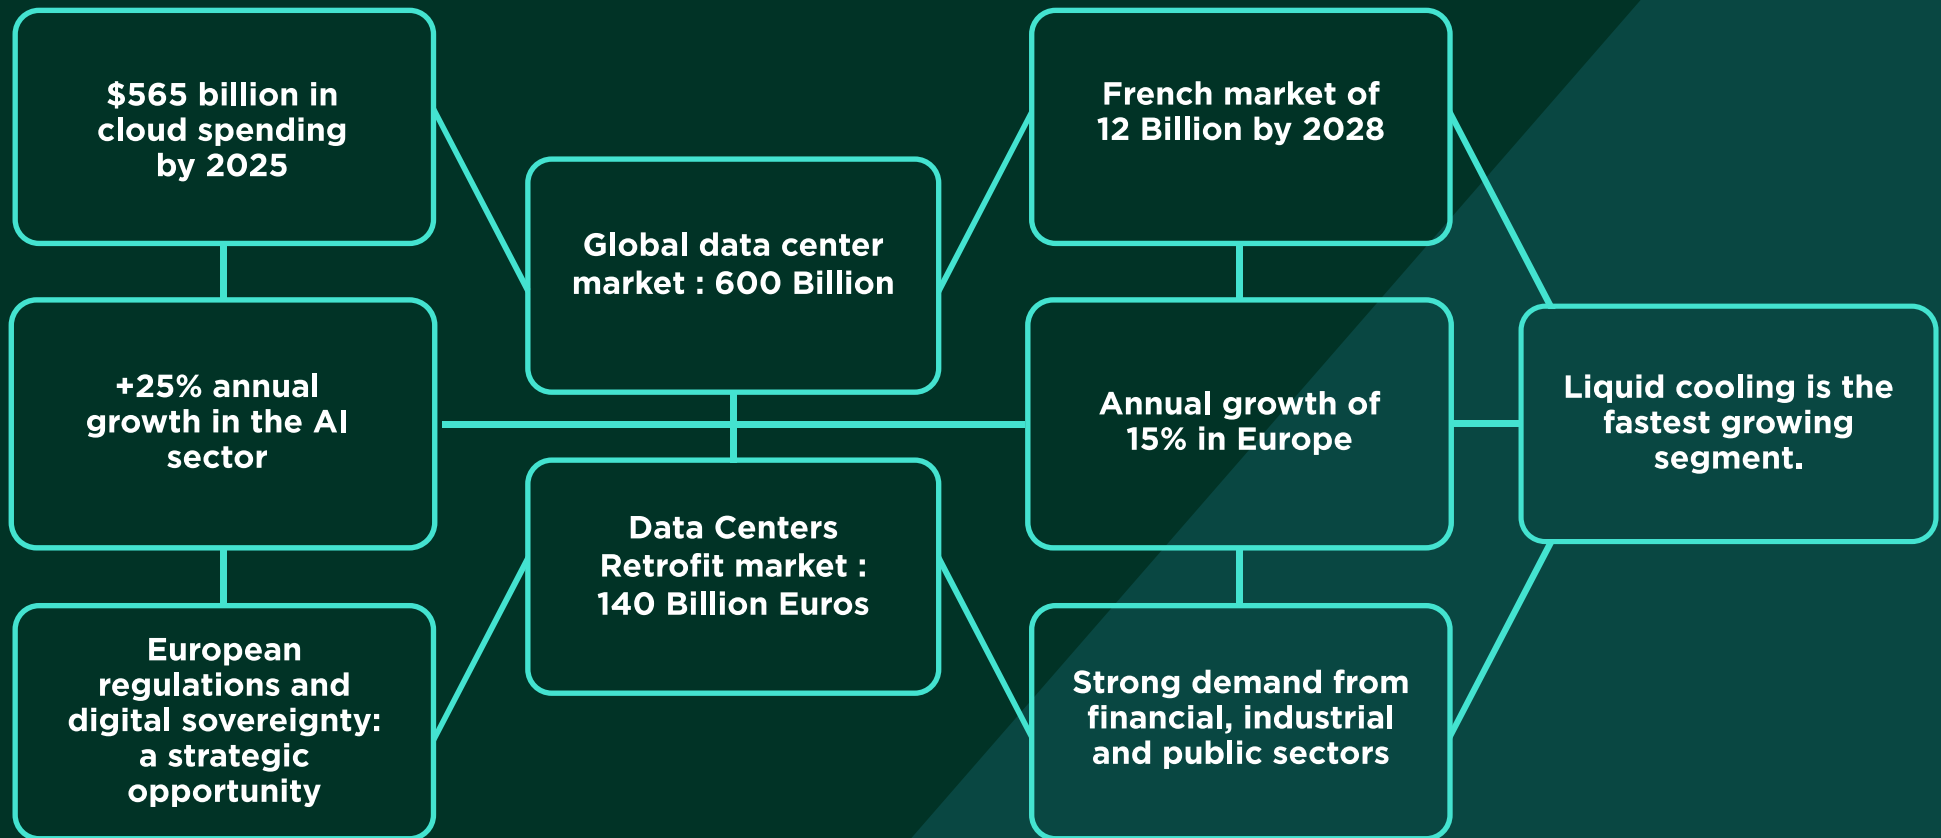 $565 billion in
cloud spending
by 2025
+25% annual
growth in the AI
sector
European
regulations and
digital sovereignty:
a strategic
opportunity
Global data center
market : 600 Billion
Data Centers
Retrofit market :
140 Billion Euros
French market of
12 Billion by 2028
Annual growth of
15% in Europe
Strong demand from
financial, industrial
and public sectors
Liquid cooling is the
fastest growing
segment.